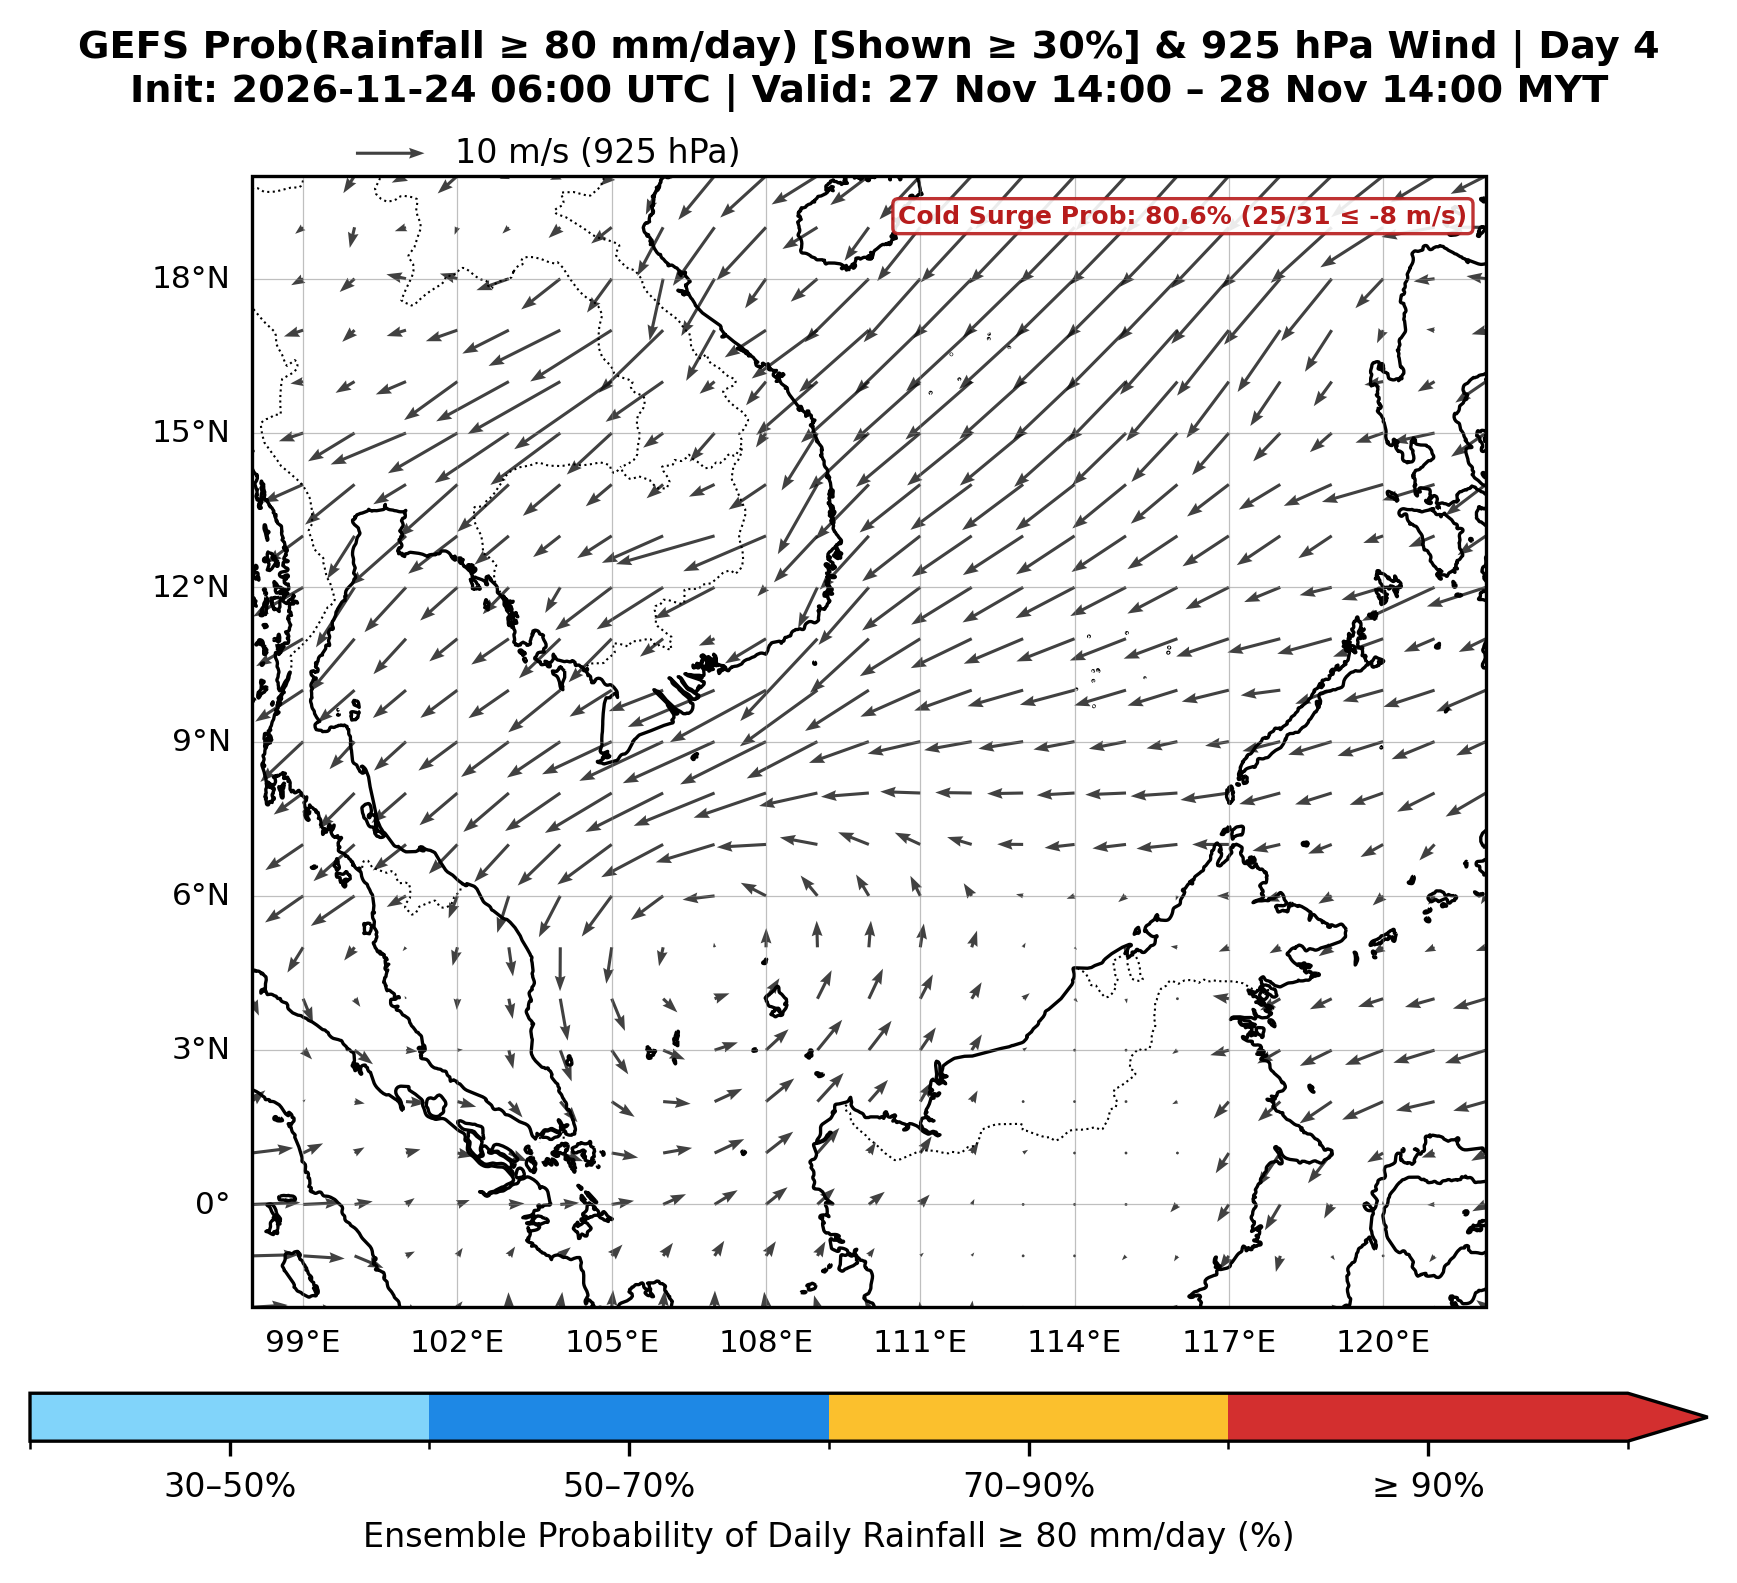 GEFS Prob(Rainfall ≥ 80 mm/day) [Shown ≥ 30%] & 925 hPa Wind | Day 4
Init: 2026-11-24 06:00 UTC | Valid: 27 Nov 14:00 – 28 Nov 14:00 MYT
10 m/s (925 hPa)
Cold Surge Prob: 80.6% (25/31 ≤ -8 m/s)
18°N
15°N
12°N
9°N
6°N
3°N
0°
99°E 102°E 105°E 108°E 111°E 114°E 117°E 120°E
30–50% 50–70% 70–90% ≥ 90%
Ensemble Probability of Daily Rainfall ≥ 80 mm/day (%)